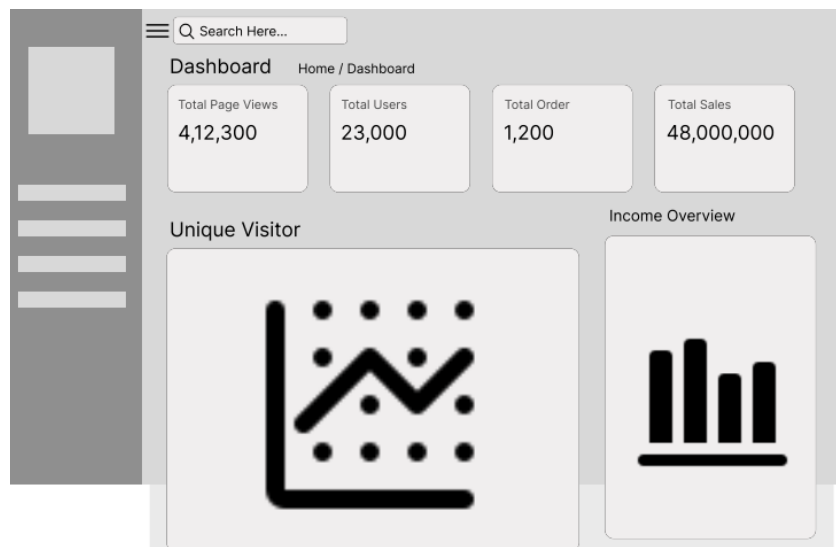 Search Here...
Dashboard Home / Dashboard
Total Page Views
4,12,300
Total Users
23,000
Total Order
1,200
Total Sales
48,000,000
Unique Visitor
Income Overview